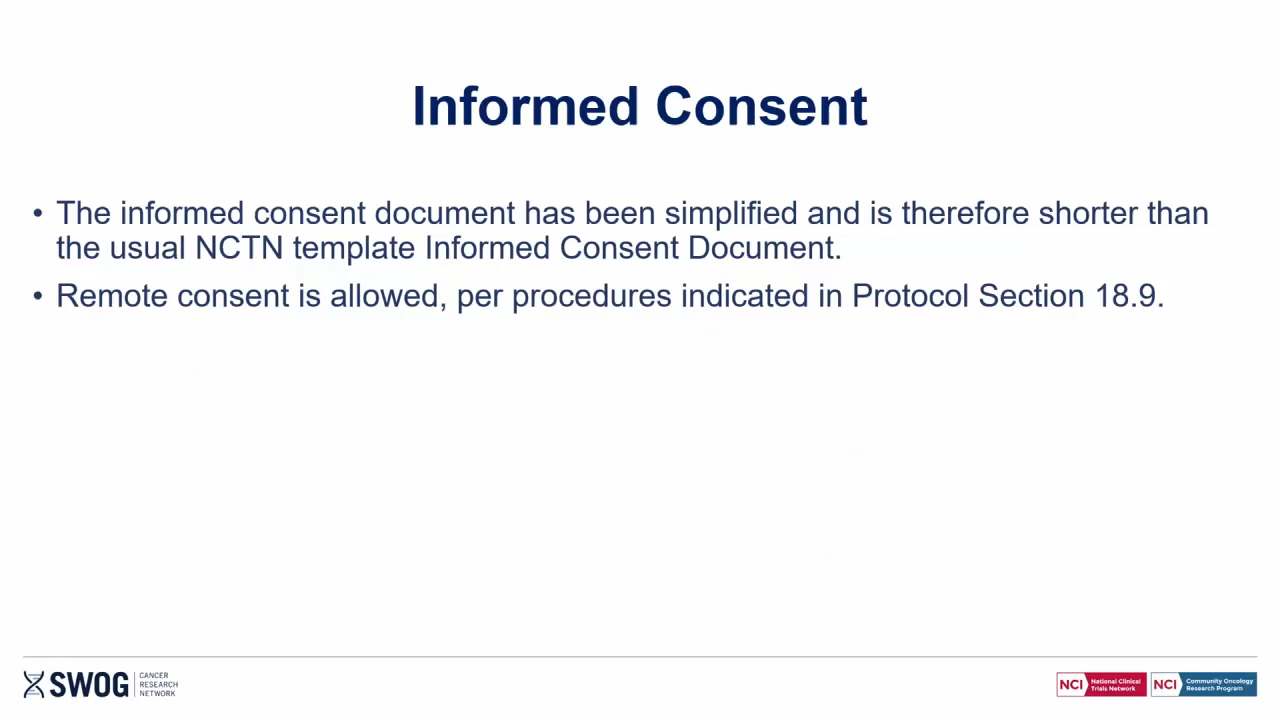 Informed Consent
• The informed consent document has been simplified and is therefore shorter than
the usual NCTN template Informed Consent Document.
• Remote consent is allowed, per procedures indicated in Protocol Section 18.9.
SWOG
CANCER
RESEARCH
NETWORK
NCI
National Clinical
Trials Network
NCI
Community Oncology
Research Program